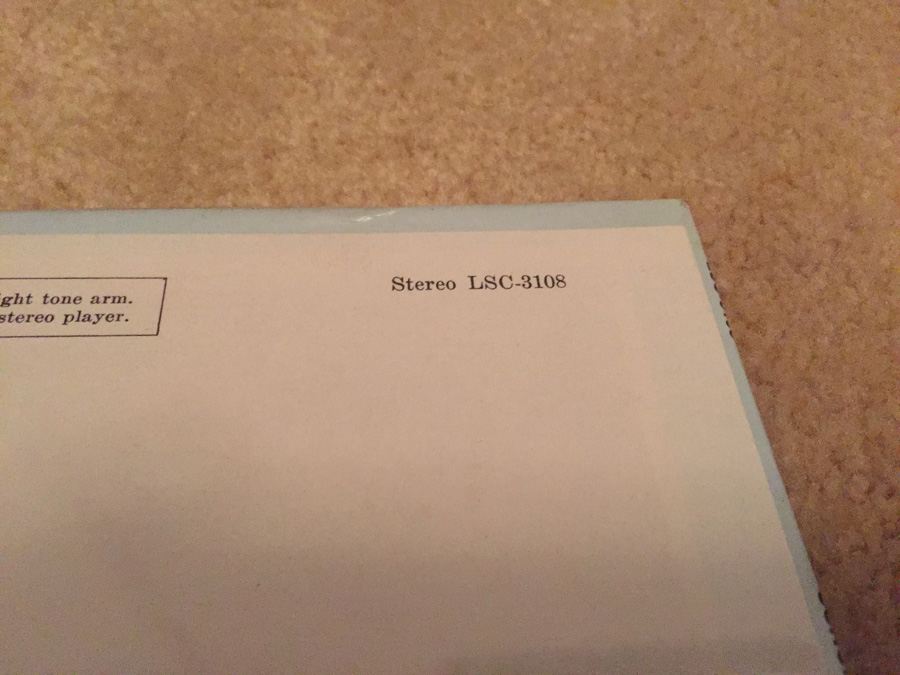 Stereo LSC-3108
ght tone arm.
stereo player.